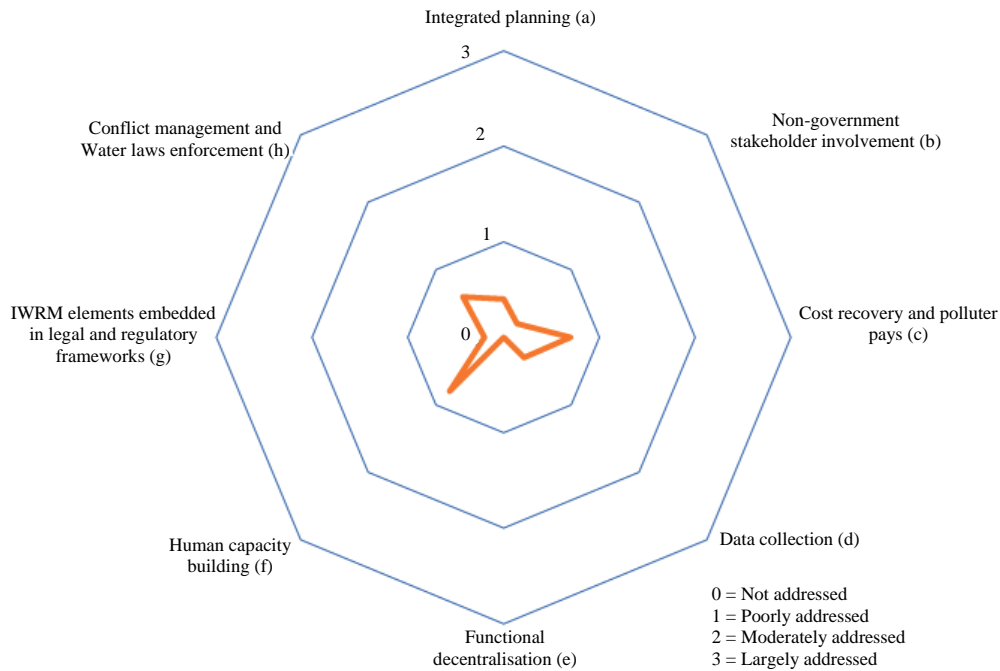 Integrated planning (a)
3
Conflict management and
Water laws enforcement (h)
2
Non-government
stakeholder involvement (b)
1
IWRM elements embedded
in legal and regulatory
frameworks (g)
0
Cost recovery and polluter
pays (c)
Human capacity
building (f)
Data collection (d)
Functional
decentralisation (e)
0 = Not addressed
1 = Poorly addressed
2 = Moderately addressed
3 = Largely addressed